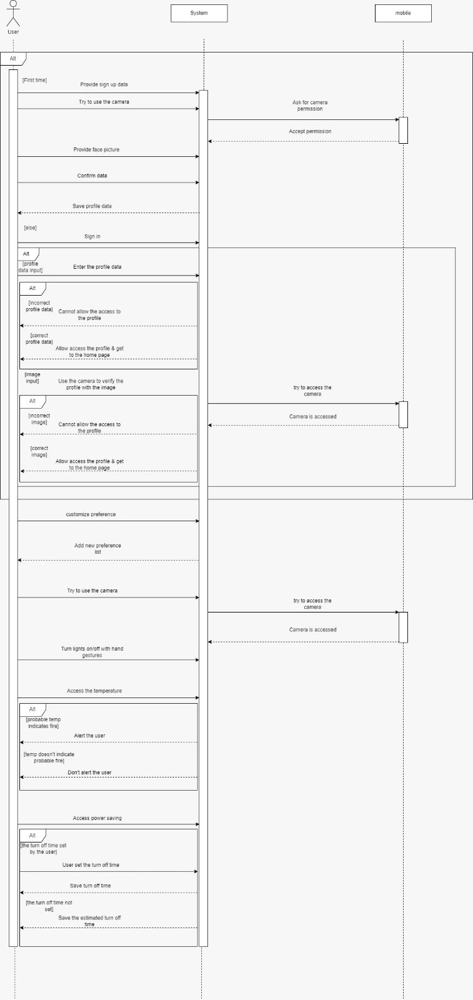 User
System
mobile
Alt
[First time]
Provide sign up data
Try to use the camera
Ask for camera
permission
Accept permission
Provide face picture
Confirm data
Save profile data
[else]
Sign in
Alt
[profile
data input]
Enter the profile data
Alt
[incorrect
profile data]
Cannot allow the access to
the profile
[correct
profile data]
Allow access the profile & get
to the home page
[image
input]
Use the camera to verify the
profile with the image
try to access the
camera
Alt
[incorrect
image]
Cannot allow the access to
the profile
Camera is accessed
[correct
image]
Allow access the profile & get
to the home page
customize preference
Add new preference
list
Try to use the camera
try to access the
camera
Camera is accessed
Turn lights on/off with hand
gestures
Access the temperature
Alt
[probable temp
indicates fire]
Alert the user
[temp doesn't indicate
probable fire]
Don't alert the user
Access power saving
Alt
[the turn off time set
by the user]
User set the turn off time
Save turn off time
[the turn off time not
set]
Save the estimated turn off
time